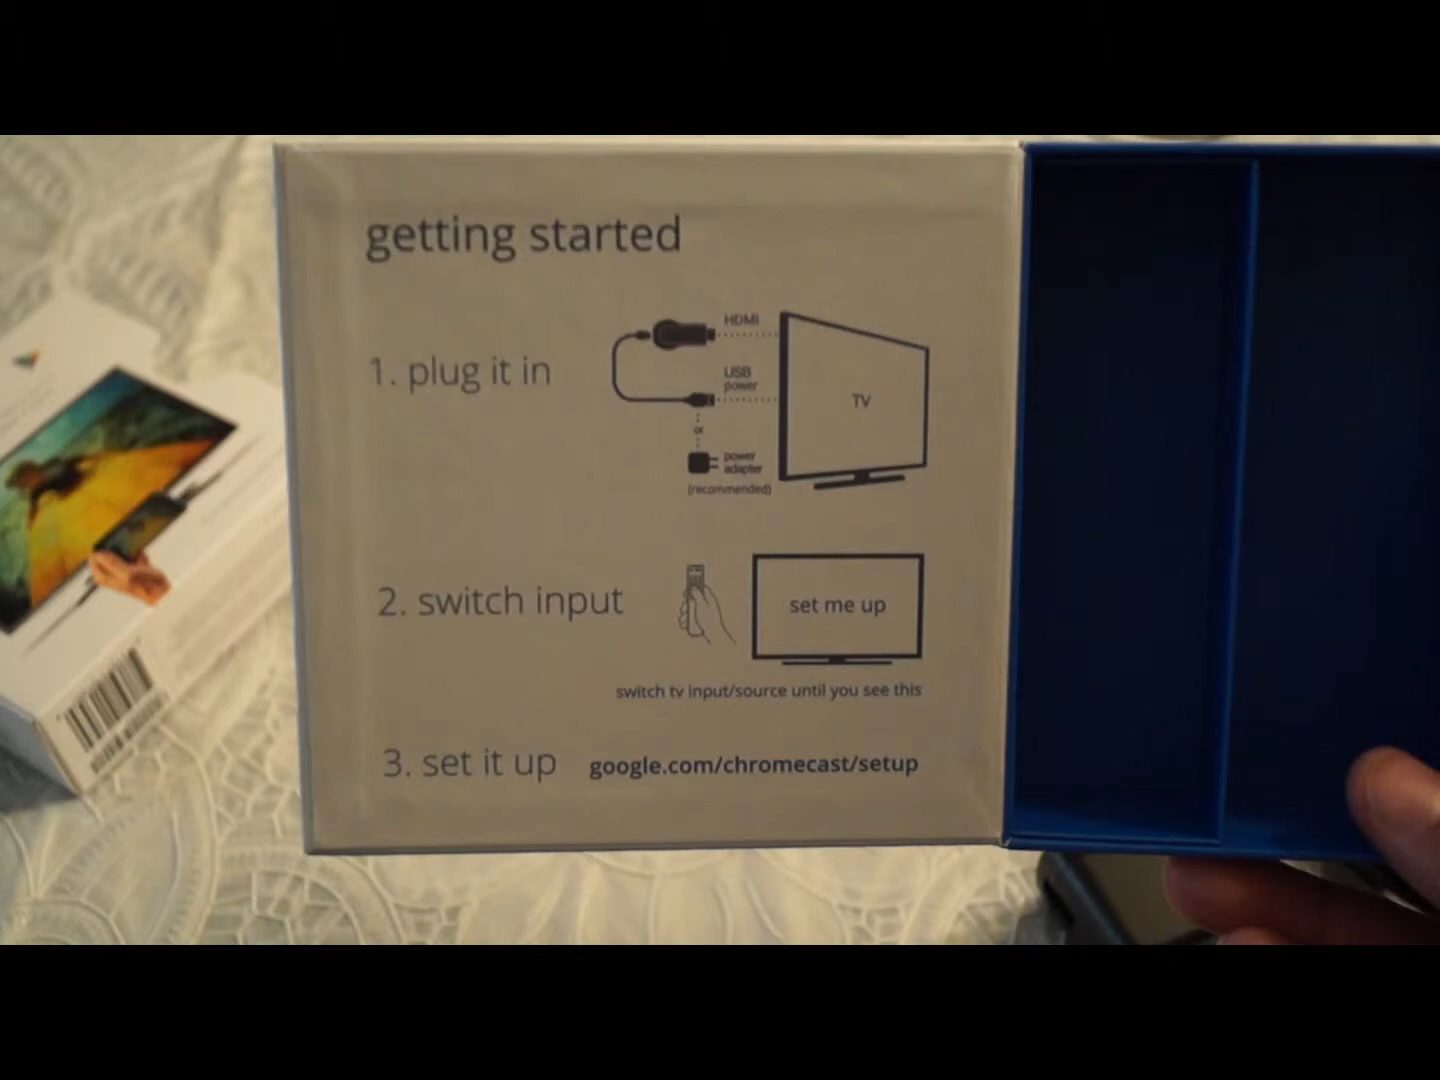 getting started
1. plug it in
HDMI
USB
power
TV
or
power
adapter
(recommended)
2. switch input
set me up
switch tv input/source until you see this
3. set it up
google.com/chromecast/setup